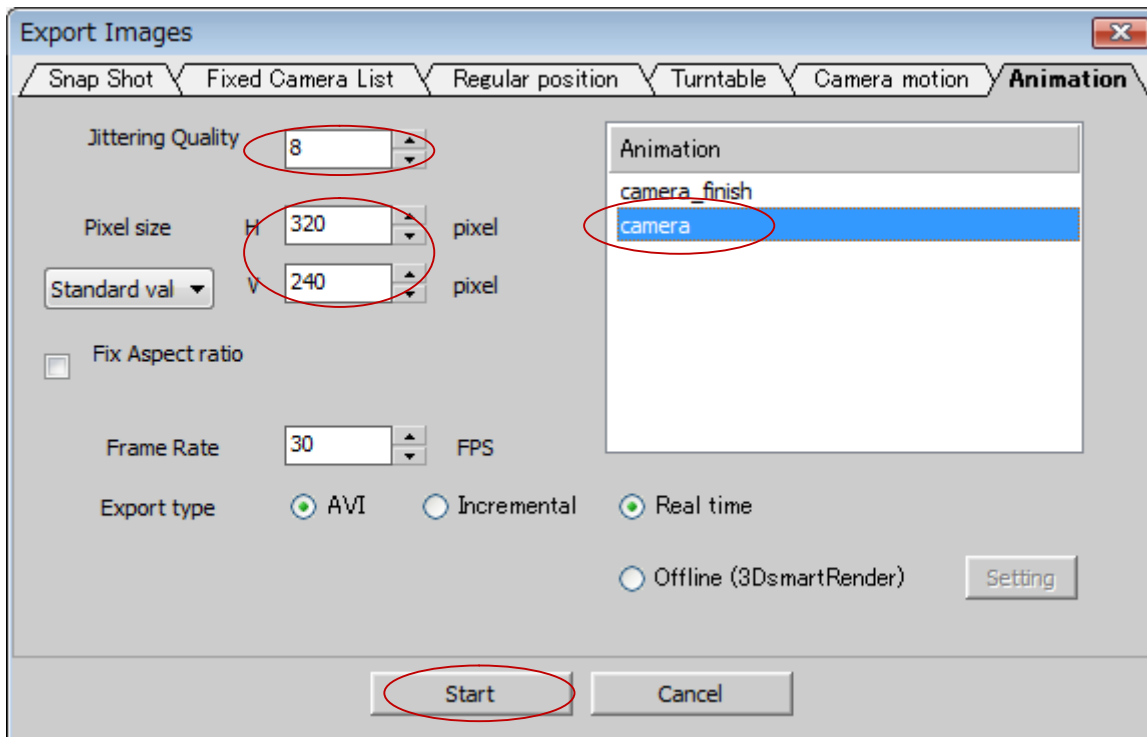 Export Images
Snap Shot
Fixed Camera List
Regular position
Turntable
Camera motion
Animation
Jittering Quality
8
Pixel size H 320 pixel
Standard val V 240 pixel
Fix Aspect ratio
Animation
camera_finish
camera
Frame Rate 30 FPS
Export type AVI Incremental Real time
Offline (3DsmartRender) Setting
Start Cancel